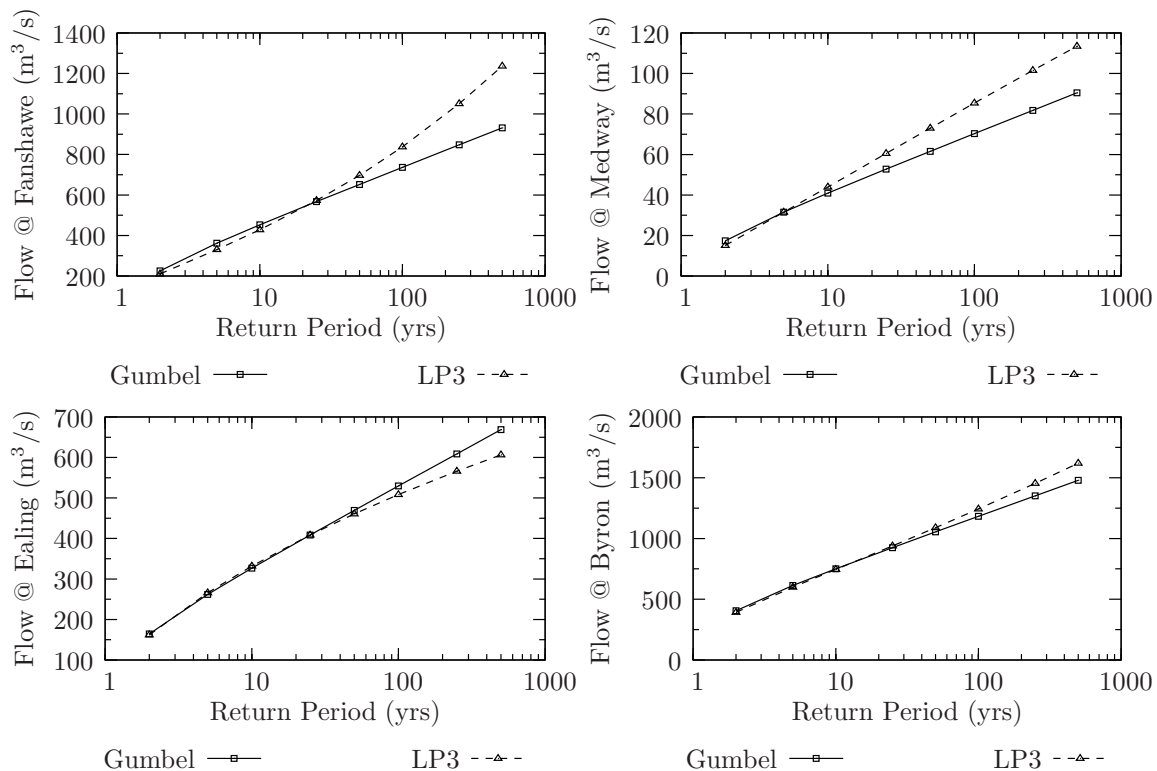 Flow @ Fanshawe (m³/s)
1400
1200
1000
800
600
400
200
1 10 100 1000
Return Period (yrs)
Gumbel LP3
Flow @ Medway (m³/s)
120
100
80
60
40
20
0
1 10 100 1000
Return Period (yrs)
Gumbel LP3
Flow @ Ealing (m³/s)
700
600
500
400
300
200
100
1 10 100 1000
Return Period (yrs)
Gumbel LP3
Flow @ Byron (m³/s)
2000
1500
1000
500
0
1 10 100 1000
Return Period (yrs)
Gumbel LP3